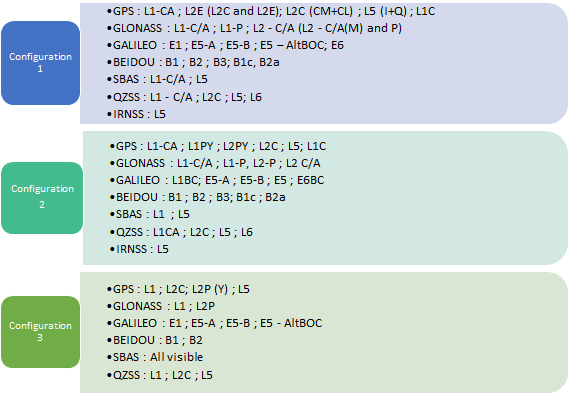 Configuration
1
•GPS : L1-CA ; L2E (L2C and L2E); L2C (CM+CL) ; L5 (I+Q) ; L1C
•GLONASS : L1-C/A ; L1-P ; L2 - C/A (L2 - C/A(M) and P)
•GALILEO : E1 ; E5-A ; E5-B ; E5 – AltBOC; E6
•BEIDOU : B1 ; B2 ; B3; B1c, B2a
•SBAS : L1-C/A ; L5
•QZSS : L1 - C/A ; L2C ; L5; L6
•IRNSS : L5
Configuration
2
•GPS : L1-CA ; L1PY ; L2PY ; L2C ; L5; L1C
•GLONASS : L1-C/A ; L1-P, L2-P ; L2 C/A
•GALILEO : L1BC; E5-A ; E5-B ; E5 ; E6BC
•BEIDOU : B1 ; B2 ; B3; B1c ; B2a
•SBAS : L1 ; L5
•QZSS : L1CA ; L2C ; L5 ; L6
•IRNSS : L5
Configuration
3
•GPS : L1 ; L2C; L2P (Y) ; L5
•GLONASS : L1 ; L2P
•GALILEO : E1 ; E5-A ; E5-B ; E5 - AltBOC
•BEIDOU : B1 ; B2
•SBAS : All visible
•QZSS : L1 ; L2C ; L5